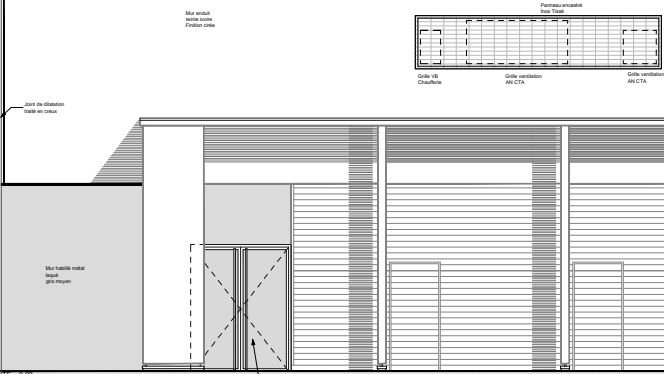 Mur enduit
teinte ivoire
Finition cirée
Panneau encastré
Inox Tissé
Grille VB
Chaufferie
Grille ventilation
AN CTA
Grille ventilation
AN CTA
Joint de dilatation
traité en creux
Mur habillé métal
laqué
gris moyen